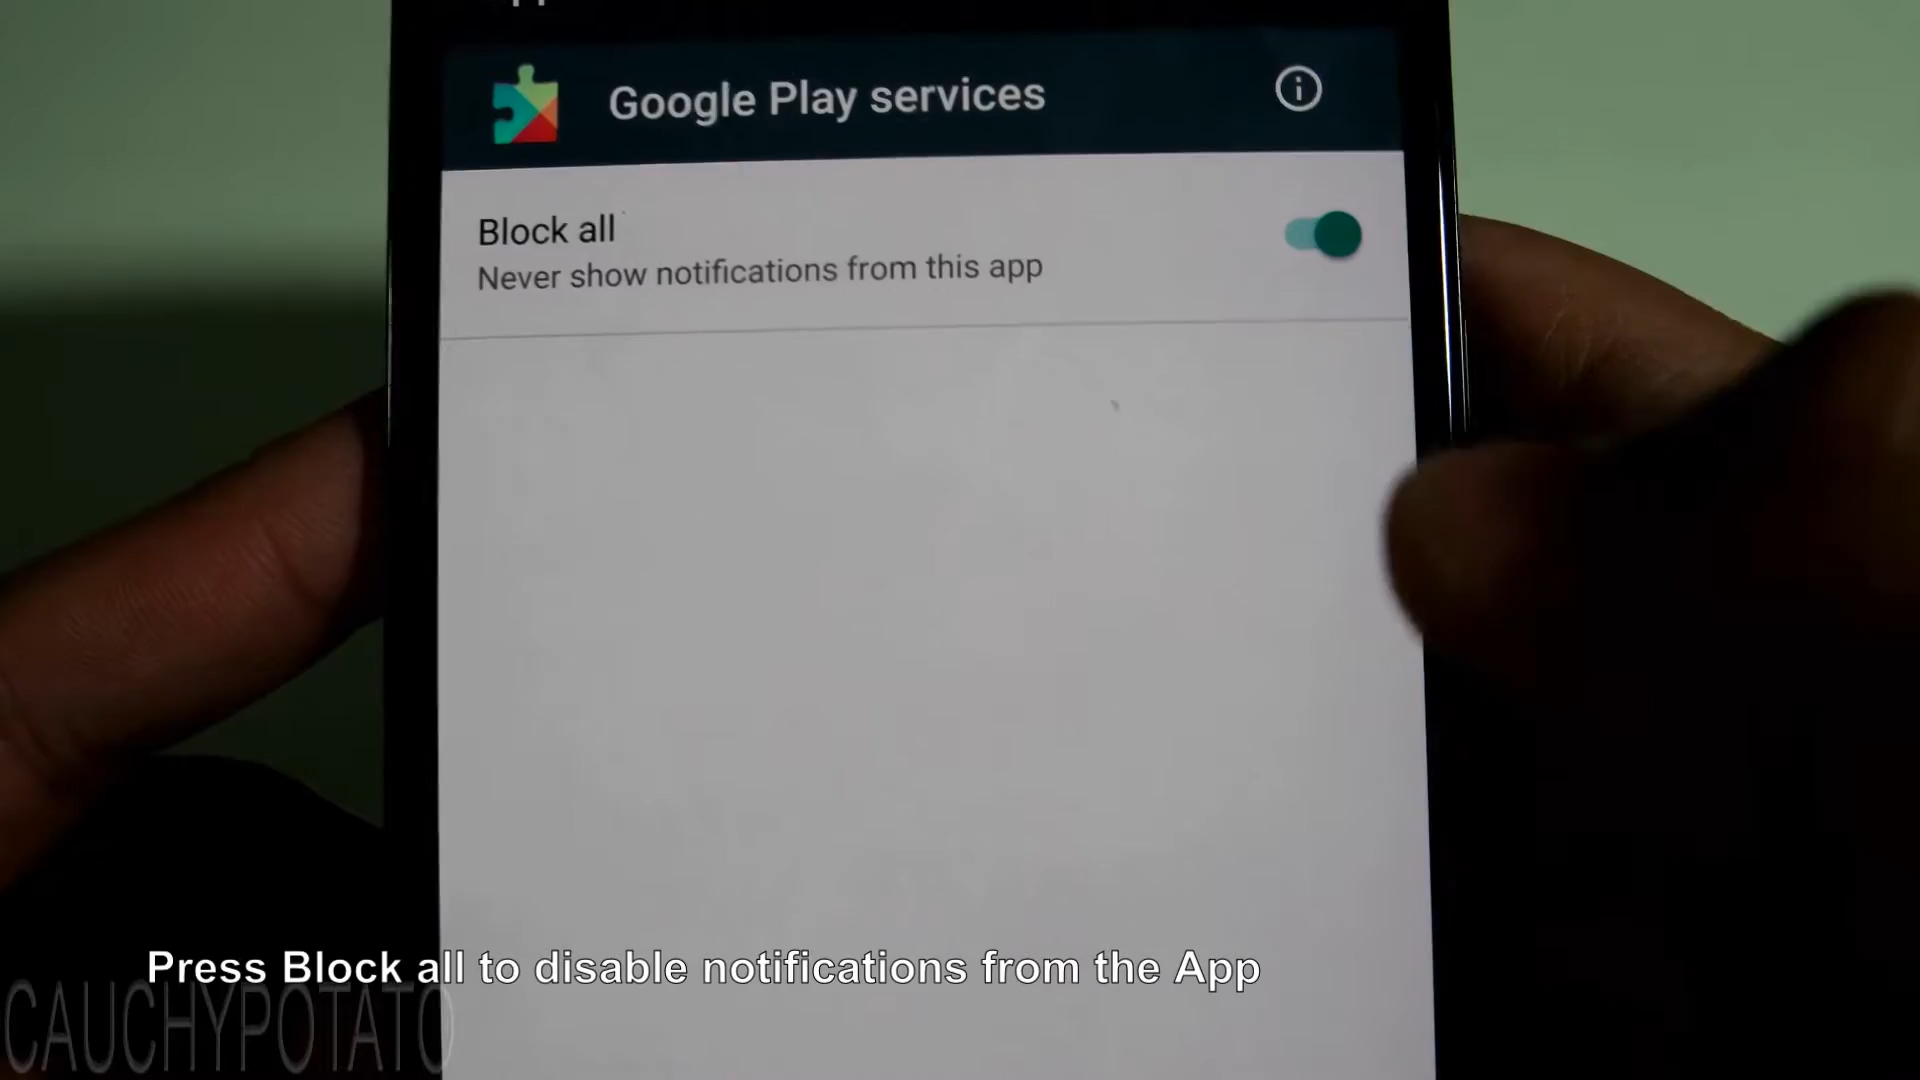 Google Play services
Block all
Never show notifications from this app
Press Block all to disable notifications from the App
CAUCHYPOTATO